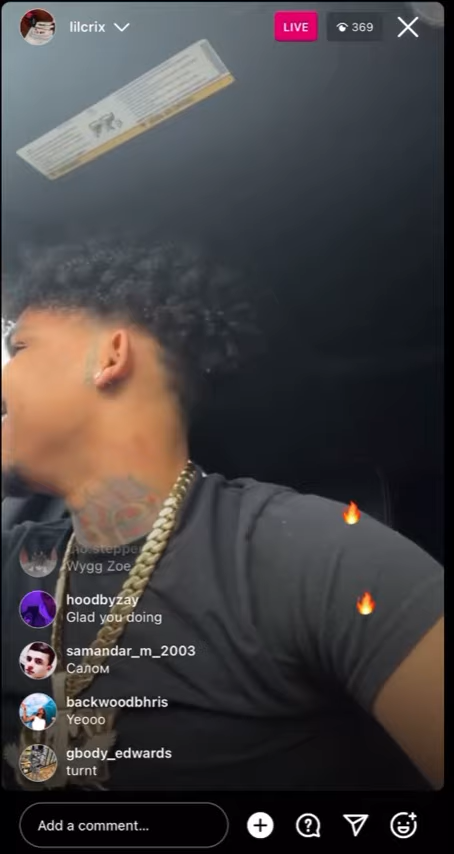 lilcrix
LIVE
369
Wygg Zoe
hoodbyzay
Glad you doing
samandar_m_2003
Салом
backwoodbhris
Yeooo
gbody_edwards
turnt
Add a comment...